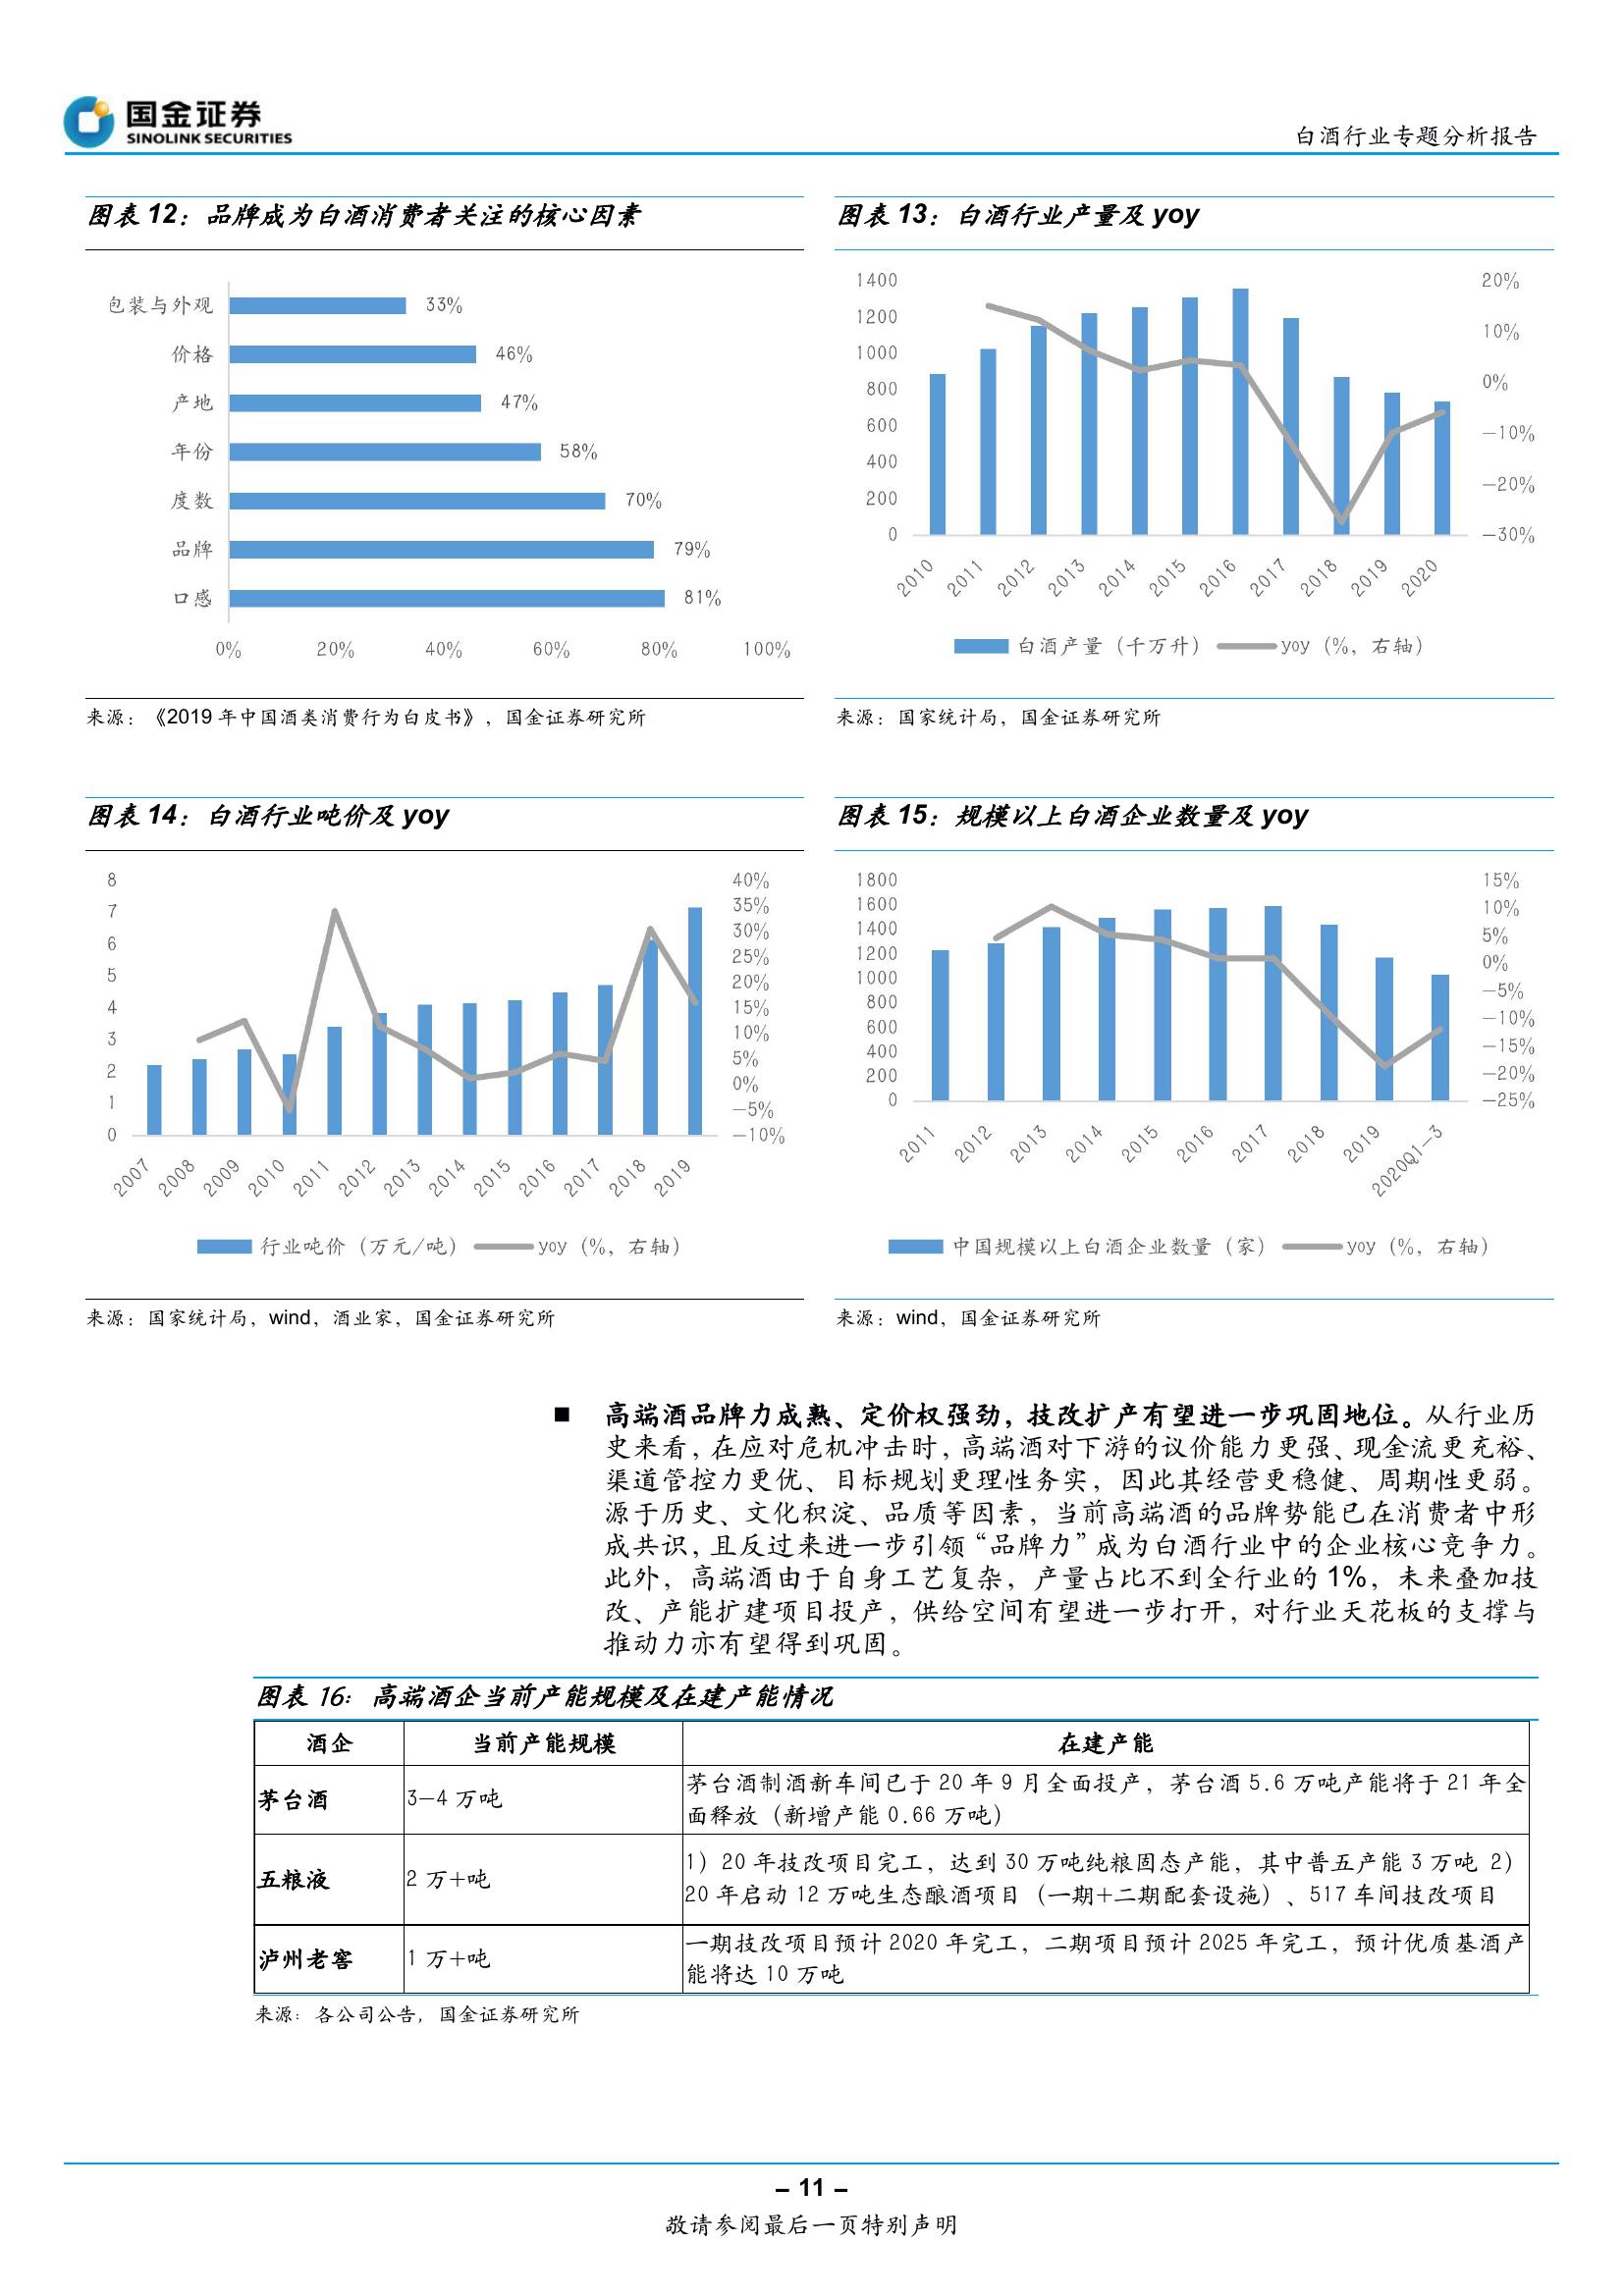 国金证券
SINOLINK SECURITIES
白酒行业专题分析报告
图表 12：品牌成为白酒消费者关注的核心因素
包装与外观 33%
价格 46%
产地 47%
年份 58%
度数 70%
品牌 79%
口感 81%
0% 20% 40% 60% 80% 100%
来源：《2019 年中国酒类消费行为白皮书》，国金证券研究所
图表 13：白酒行业产量及 yoy
1400
1200
1000
800
600
400
200
0
20%
10%
0%
-10%
-20%
-30%
2010 2011 2012 2013 2014 2015 2016 2017 2018 2019 2020
白酒产量（千万升） yoy（%，右轴）
来源：国家统计局，国金证券研究所
图表 14：白酒行业吨价及 yoy
8
7
6
5
4
3
2
1
0
40%
35%
30%
25%
20%
15%
10%
5%
0%
-5%
-10%
2007 2008 2009 2010 2011 2012 2013 2014 2015 2016 2017 2018 2019
行业吨价（万元/吨） yoy（%，右轴）
来源：国家统计局，wind，酒业家，国金证券研究所
图表 15：规模以上白酒企业数量及 yoy
1800
1600
1400
1200
1000
800
600
400
200
0
15%
10%
5%
0%
-5%
-10%
-15%
-20%
-25%
2011 2012 2013 2014 2015 2016 2017 2018 2019 2020Q1-3
中国规模以上白酒企业数量（家） yoy（%，右轴）
来源：wind，国金证券研究所
■ 高端酒品牌力成熟、定价权强劲，技改扩产有望进一步巩固地位。从行业历
史来看，在应对危机冲击时，高端酒对下游的议价能力更强、现金流更充裕、
渠道管控力更优、目标规划更理性务实，因此其经营更稳健、周期性更弱。
源于历史、文化积淀、品质等因素，当前高端酒的品牌势能已在消费者中形
成共识，且反过来进一步引领“品牌力”成为白酒行业中的企业核心竞争力。
此外，高端酒由于自身工艺复杂，产量占比不到全行业的 1%，未来叠加技
改、产能扩建项目投产，供给空间有望进一步打开，对行业天花板的支撑与
推动力亦有望得到巩固。
图表 16：高端酒企当前产能规模及在建产能情况
酒企 当前产能规模 在建产能
茅台酒 3-4 万吨 茅台酒制酒新车间已于 20 年 9 月全面投产，茅台酒 5.6 万吨产能将于 21 年全
面释放（新增产能 0.66 万吨）
五粮液 2 万+吨 1）20 年技改项目完工，达到 30 万吨纯粮固态产能，其中普五产能 3 万吨 2）
20 年启动 12 万吨生态酿酒项目（一期+二期配套设施）、517 车间技改项目
泸州老窖 1 万+吨 一期技改项目预计 2020 年完工，二期项目预计 2025 年完工，预计优质基酒产
能将达 10 万吨
来源：各公司公告，国金证券研究所
- 11 -
敬请参阅最后一页特别声明